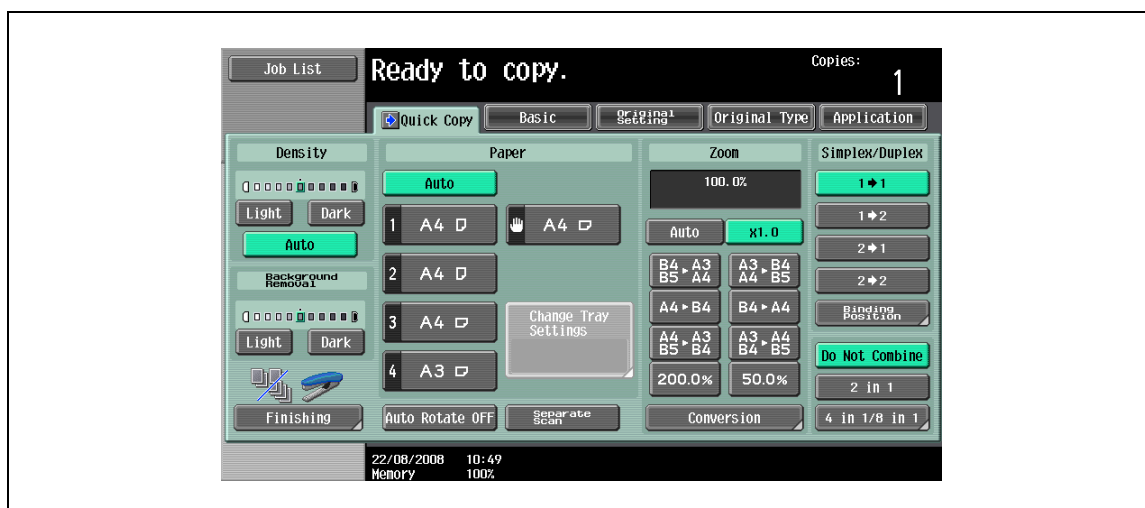 Job List
Ready to copy.
Copies:
1
Quick Copy
Basic
Original
Setting
Original Type
Application
Density
Light
Dark
Auto
Background
Removal
Light
Dark
Finishing
Paper
Auto
1 A4
A4
2 A4
3 A4
4 A3
Change Tray
Settings
Auto Rotate OFF
Separate
Scan
Zoom
100.0%
Auto
x1.0
B4▸A3
B5▸A4
A3▸B4
A4▸B5
A4▸B4
B4▸A4
A4▸A3
B5▸B4
A3▸A4
B4▸B5
200.0%
50.0%
Conversion
Simplex/Duplex
1➔1
1➔2
2➔1
2➔2
Binding
Position
Do Not Combine
2 in 1
4 in 1/8 in 1
22/08/2008 10:49
Memory 100%